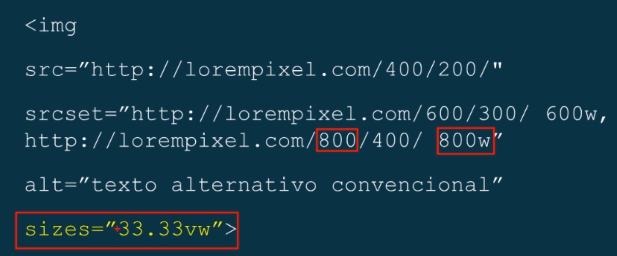 <img
src=”http://lorempixel.com/400/200/"
srcset=”http://lorempixel.com/600/300/ 600w,
http://lorempixel.com/800/400/ 800w”
alt=”texto alternativo convencional”
sizes=”33.33vw”>